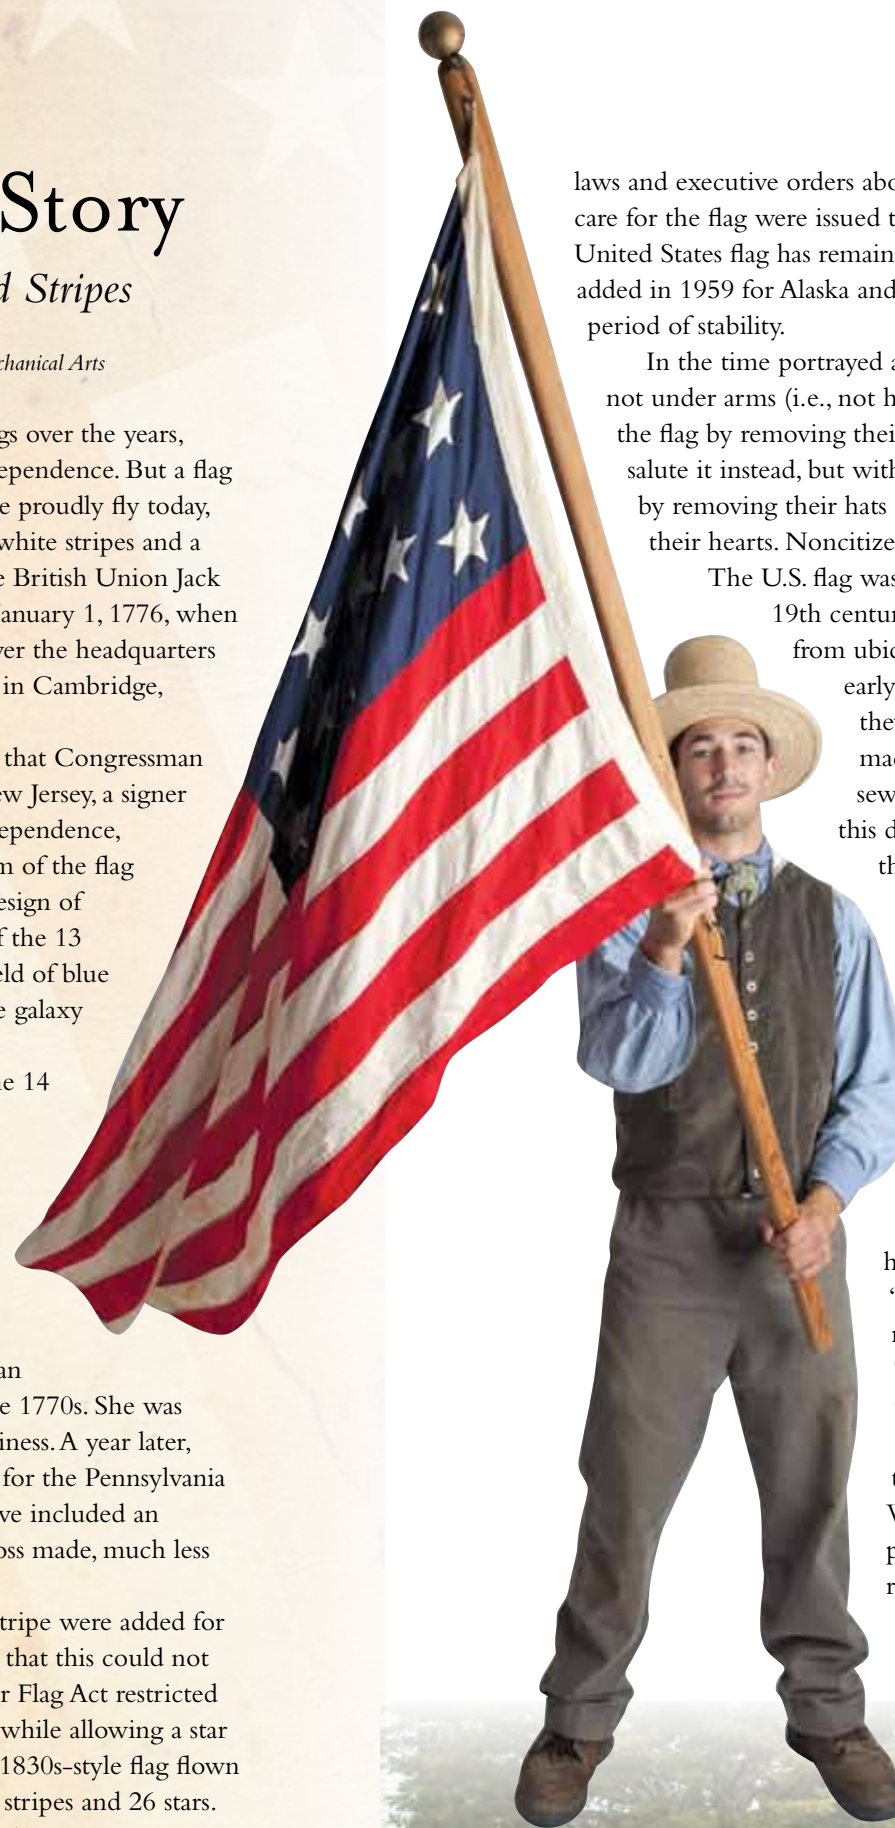 Story
d Stripes
chanical Arts
gs over the years,
ependence. But a flag
e proudly fly today,
white stripes and a
e British Union Jack
anuary 1, 1776, when
ver the headquarters
in Cambridge,
that Congressman
ew Jersey, a signer
ependence,
m of the flag
esign of
f the 13
eld of blue
e galaxy
ne 14
an
e 1770s. She was
iness. A year later,
for the Pennsylvania
ve included an
oss made, much less
tripe were added for
that this could not
r Flag Act restricted
while allowing a star
1830s-style flag flown
stripes and 26 stars.
laws and executive orders abo
care for the flag were issued t
United States flag has remain
added in 1959 for Alaska and
period of stability.
In the time portrayed a
not under arms (i.e., not h
the flag by removing thei
salute it instead, but with
by removing their hats
their hearts. Noncitize
The U.S. flag was
19th centur
from ubic
early
the
ma
sew
this d
th
h
“
r
t
V
p
r